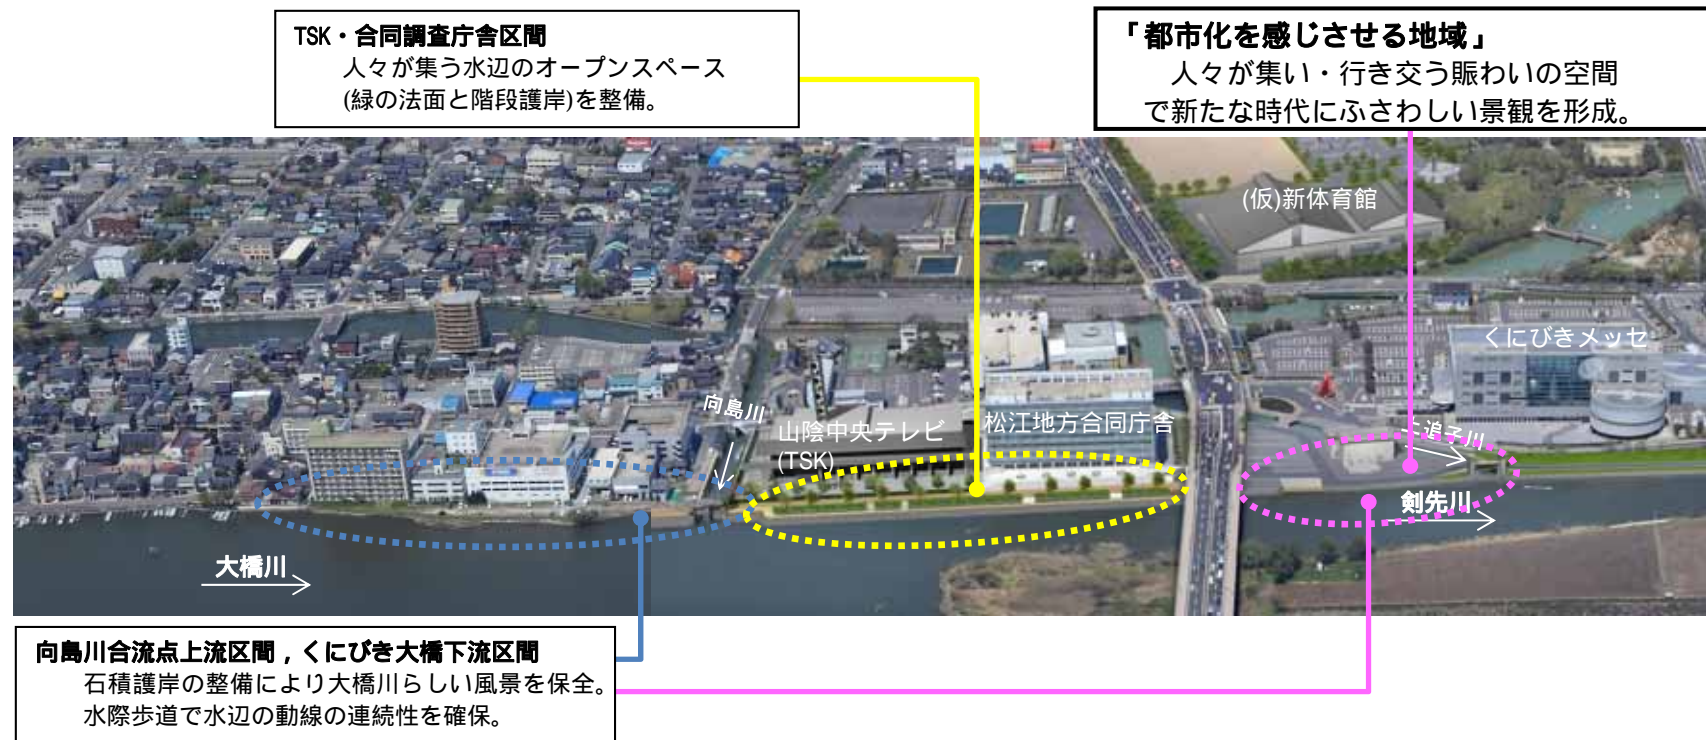 TSK・合同調査庁舎区間
人々が集う水辺のオープンスペース
(緑の法面と階段護岸)を整備。
「都市化を感じさせる地域」
人々が集い・行き交う賑わいの空間
で新たな時代にふさわしい景観を形成。
(仮)新体育館
くにびきメッセ
向島川
山陰中央テレビ
(TSK)
松江地方合同庁舎
上追子川
剣先川
大橋川
向島川合流点上流区間，くにびき大橋下流区間
石積護岸の整備により大橋川らしい風景を保全。
水際歩道で水辺の動線の連続性を確保。